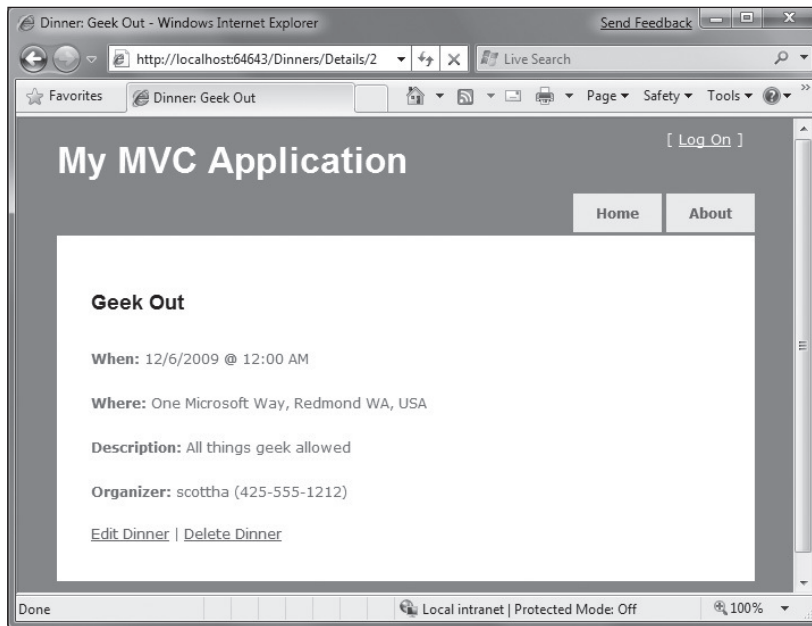 Dinner: Geek Out - Windows Internet Explorer
Send Feedback
http://localhost:64643/Dinners/Details/2
Live Search
Favorites
Dinner: Geek Out
Page
Safety
Tools
[ Log On ]
My MVC Application
Home
About
Geek Out
When: 12/6/2009 @ 12:00 AM
Where: One Microsoft Way, Redmond WA, USA
Description: All things geek allowed
Organizer: scottha (425-555-1212)
Edit Dinner | Delete Dinner
Done
Local intranet | Protected Mode: Off
100%